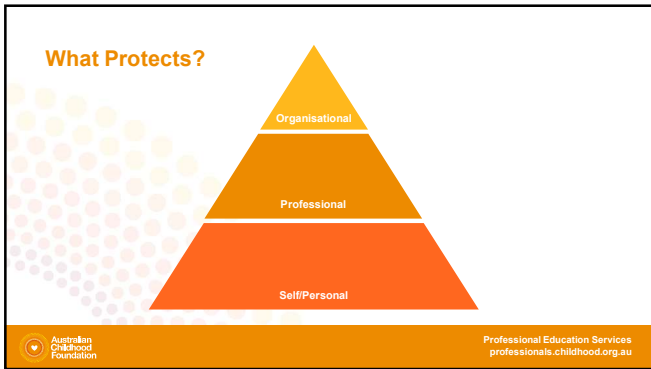 What Protects?
Organisational
Professional
Self/Personal
Australian
Childhood
Foundation
Professional Education Services
professionals.childhood.org.au